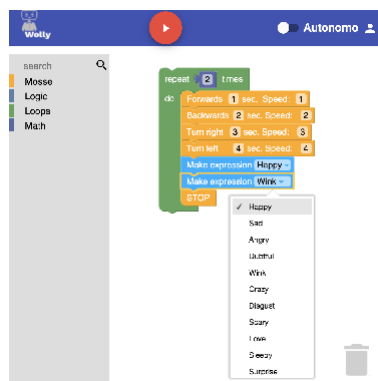 Wolly
Autonomo
search
Mosse
Logic
Loops
Math
repeat 2 times
do
Forwards 1 sec. Speed: 1
Backwards 2 sec. Speed: 2
Turn right 3 sec. Speed: 3
Turn left 4 sec. Speed: 4
Make expression Happy
Make expression Wink
STOP
✓ Happy
Sad
Angry
Dubtful
Wink
Crazy
Disgust
Scary
Love
Sleepy
Surprise